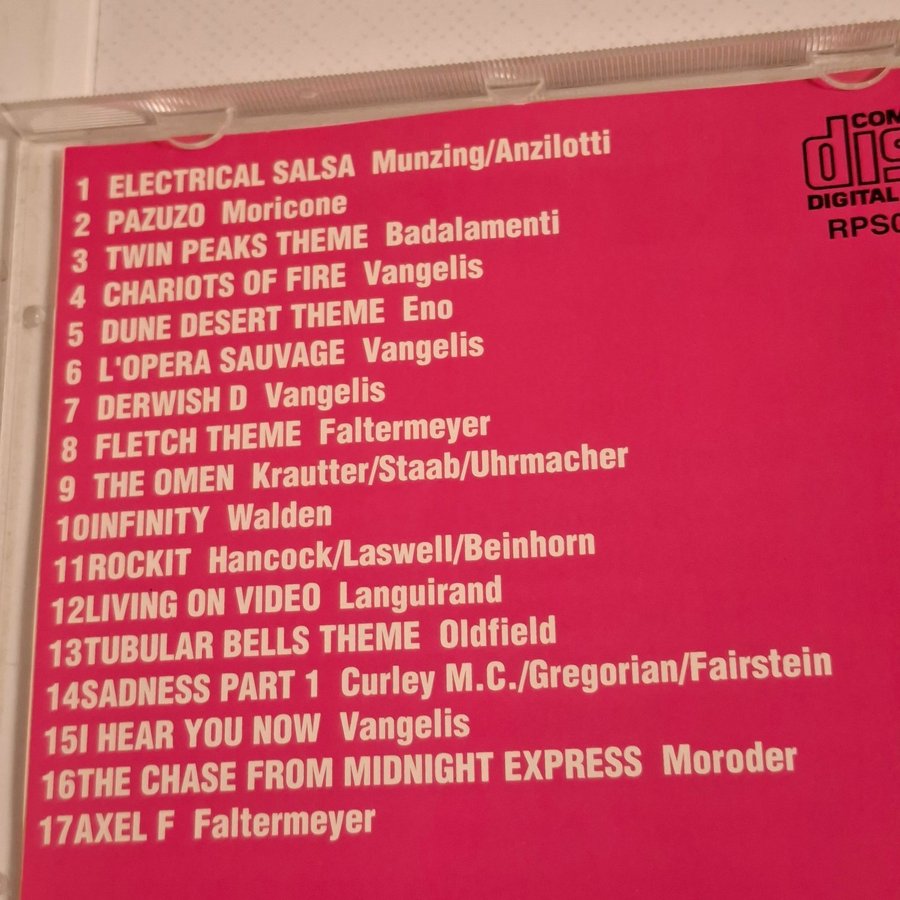 1 ELECTRICAL SALSA Munzing/Anzilotti
2 PAZUZO Moricone
3 TWIN PEAKS THEME Badalamenti
4 CHARIOTS OF FIRE Vangelis
5 DUNE DESERT THEME Eno
6 L'OPERA SAUVAGE Vangelis
7 DERWISH D Vangelis
8 FLETCH THEME Faltermeyer
9 THE OMEN Krautter/Staab/Uhrmacher
10INFINITY Walden
11ROCKIT Hancock/Laswell/Beinhorn
12LIVING ON VIDEO Languirand
13TUBULAR BELLS THEME Oldfield
14SADNESS PART 1 Curley M.C./Gregorian/Fairstein
15I HEAR YOU NOW Vangelis
16THE CHASE FROM MIDNIGHT EXPRESS Moroder
17AXEL F Faltermeyer
DIGITAL